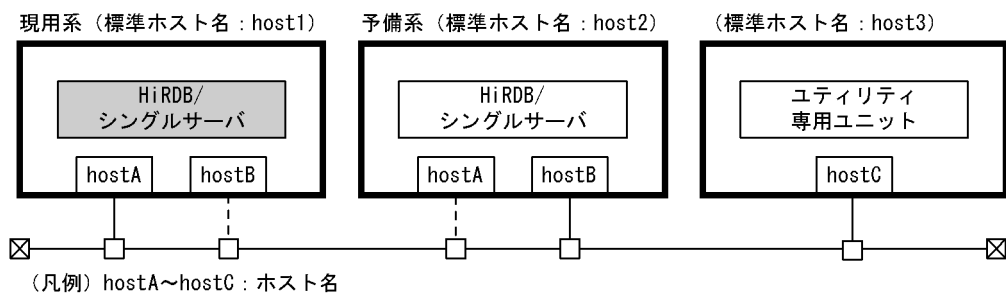 現用系（標準ホスト名：host1）
予備系（標準ホスト名：host2）
（標準ホスト名：host3）
HiRDB/
シングルサーバ
HiRDB/
シングルサーバ
ユティリティ
専用ユニット
hostA
hostB
hostA
hostB
hostC
（凡例）hostA～hostC：ホスト名